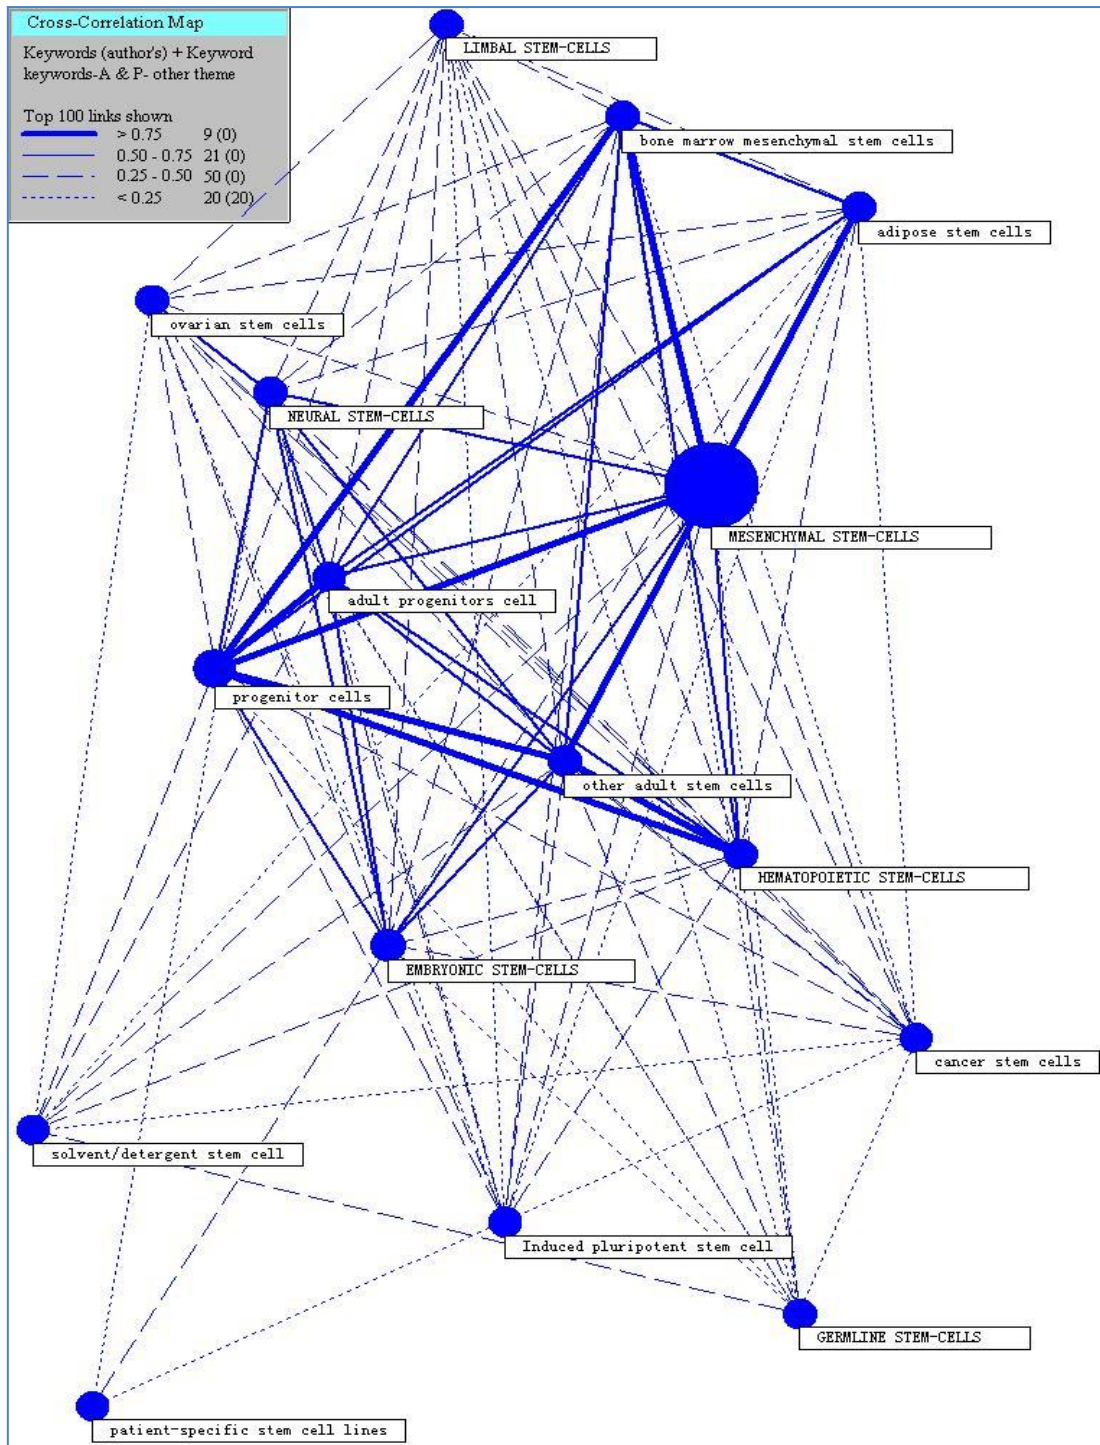 Cross-Correlation Map
Keywords (author's) + Keyword
keywords-A & P- other theme
Top 100 links shown
> 0.75 9 (0)
0.50 - 0.75 21 (0)
0.25 - 0.50 50 (0)
< 0.25 20 (20)
LIMBAL STEM-CELLS
bone marrow mesenchymal stem cells
adipose stem cells
ovarian stem cells
NEURAL STEM-CELLS
MESENCHYMAL STEM-CELLS
adult progenitors cell
progenitor cells
other adult stem cells
HEMATOPOIETIC STEM-CELLS
EMBRYONIC STEM-CELLS
cancer stem cells
solvent/detergent stem cell
Induced pluripotent stem cell
GERMLINE STEM-CELLS
patient-specific stem cell lines